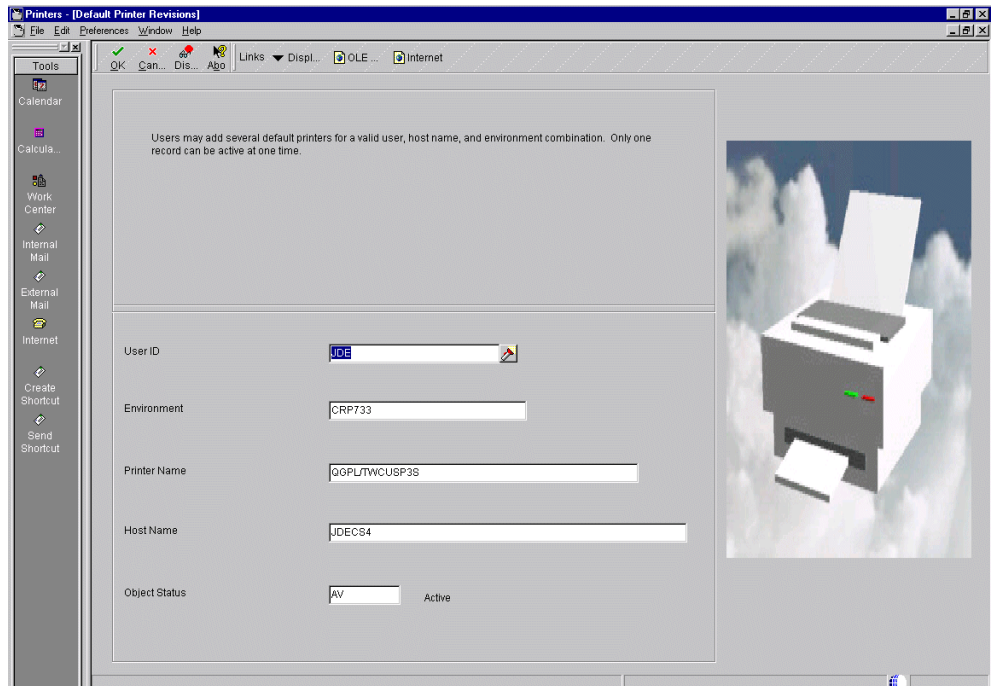 Printers - [Default Printer Revisions]
File Edit Preferences Window Help
Tools
OK Can... Dis... Abo Links Displ... OLE ... Internet
Calendar
Calcula...
Work
Center
Internal
Mail
External
Mail
Internet
Create
Shortcut
Send
Shortcut
Users may add several default printers for a valid user, host name, and environment combination. Only one
record can be active at one time.
User ID JDE
Environment CRP733
Printer Name QGPL/TWCUSP3S
Host Name JDECS4
Object Status AV Active